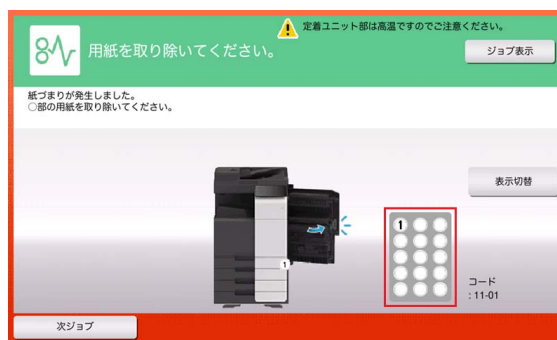 定着ユニット部は高温ですのでご注意ください。
用紙を取り除いてください。
ジョブ表示
紙づまりが発生しました。
○部の用紙を取り除いてください。
表示切替
1
1
コード
: 11-01
次ジョブ